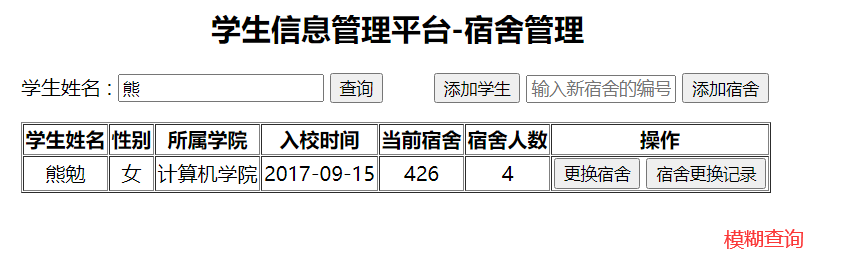 学生信息管理平台-宿舍管理
学生姓名：熊 查询 添加学生 输入新宿舍的编号 添加宿舍
学生姓名 性别 所属学院 入校时间 当前宿舍 宿舍人数 操作
熊勉 女 计算机学院 2017-09-15 426 4 更换宿舍 宿舍更换记录
模糊查询